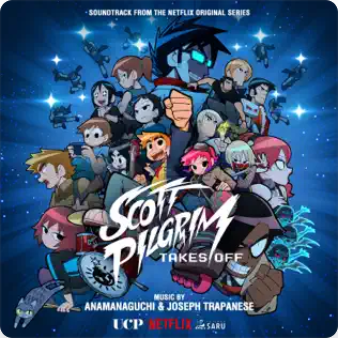 SOUNDTRACK FROM THE NETFLIX ORIGINAL SERIES
SCOTT
PILGRIM
TAKES OFF
MUSIC BY
ANAMANAGUCHI & JOSEPH TRAPANESE
UCP NETFLIX SARU